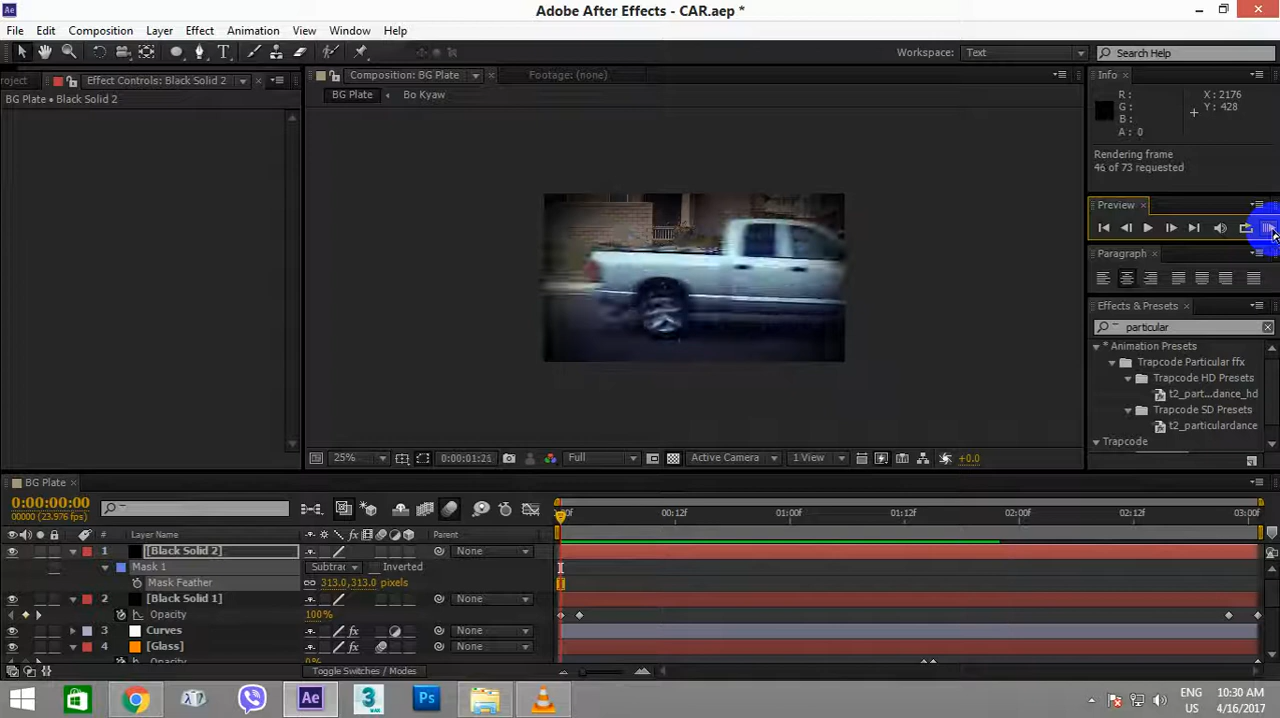 Adobe After Effects - CAR.aep *
File Edit Composition Layer Effect Animation View Window Help
Workspace: Text Search Help
roject Effect Controls: Black Solid 2
BG Plate • Black Solid 2
Composition: BG Plate Footage: (none)
BG Plate Bo Kyaw
Info
R: X: 2176
G: Y: 428
B:
A: 0
Rendering frame
46 of 73 requested
Preview
Paragraph
Effects & Presets
particular
* Animation Presets
Trapcode Particular ffx
Trapcode HD Presets
t2_part...dance_hd
Trapcode SD Presets
t2_particulardance
Trapcode
25% 0:00:01:21 Full Active Camera 1 View +0.0
BG Plate
0:00:00:00
00000 (23.976 fps)
:00f 00:12f 01:00f 01:12f 02:00f 02:12f 03:00f
# Layer Name Parent
1 [Black Solid 2] None
Mask 1 Subtrac Inverted
Mask Feather 313.0,313.0 pixels
2 [Black Solid 1] None
Opacity 100%
3 Curves None
4 [Glass] None
Opacity 0%
Toggle Switches / Modes
ENG 10:30 AM
US 4/16/2017